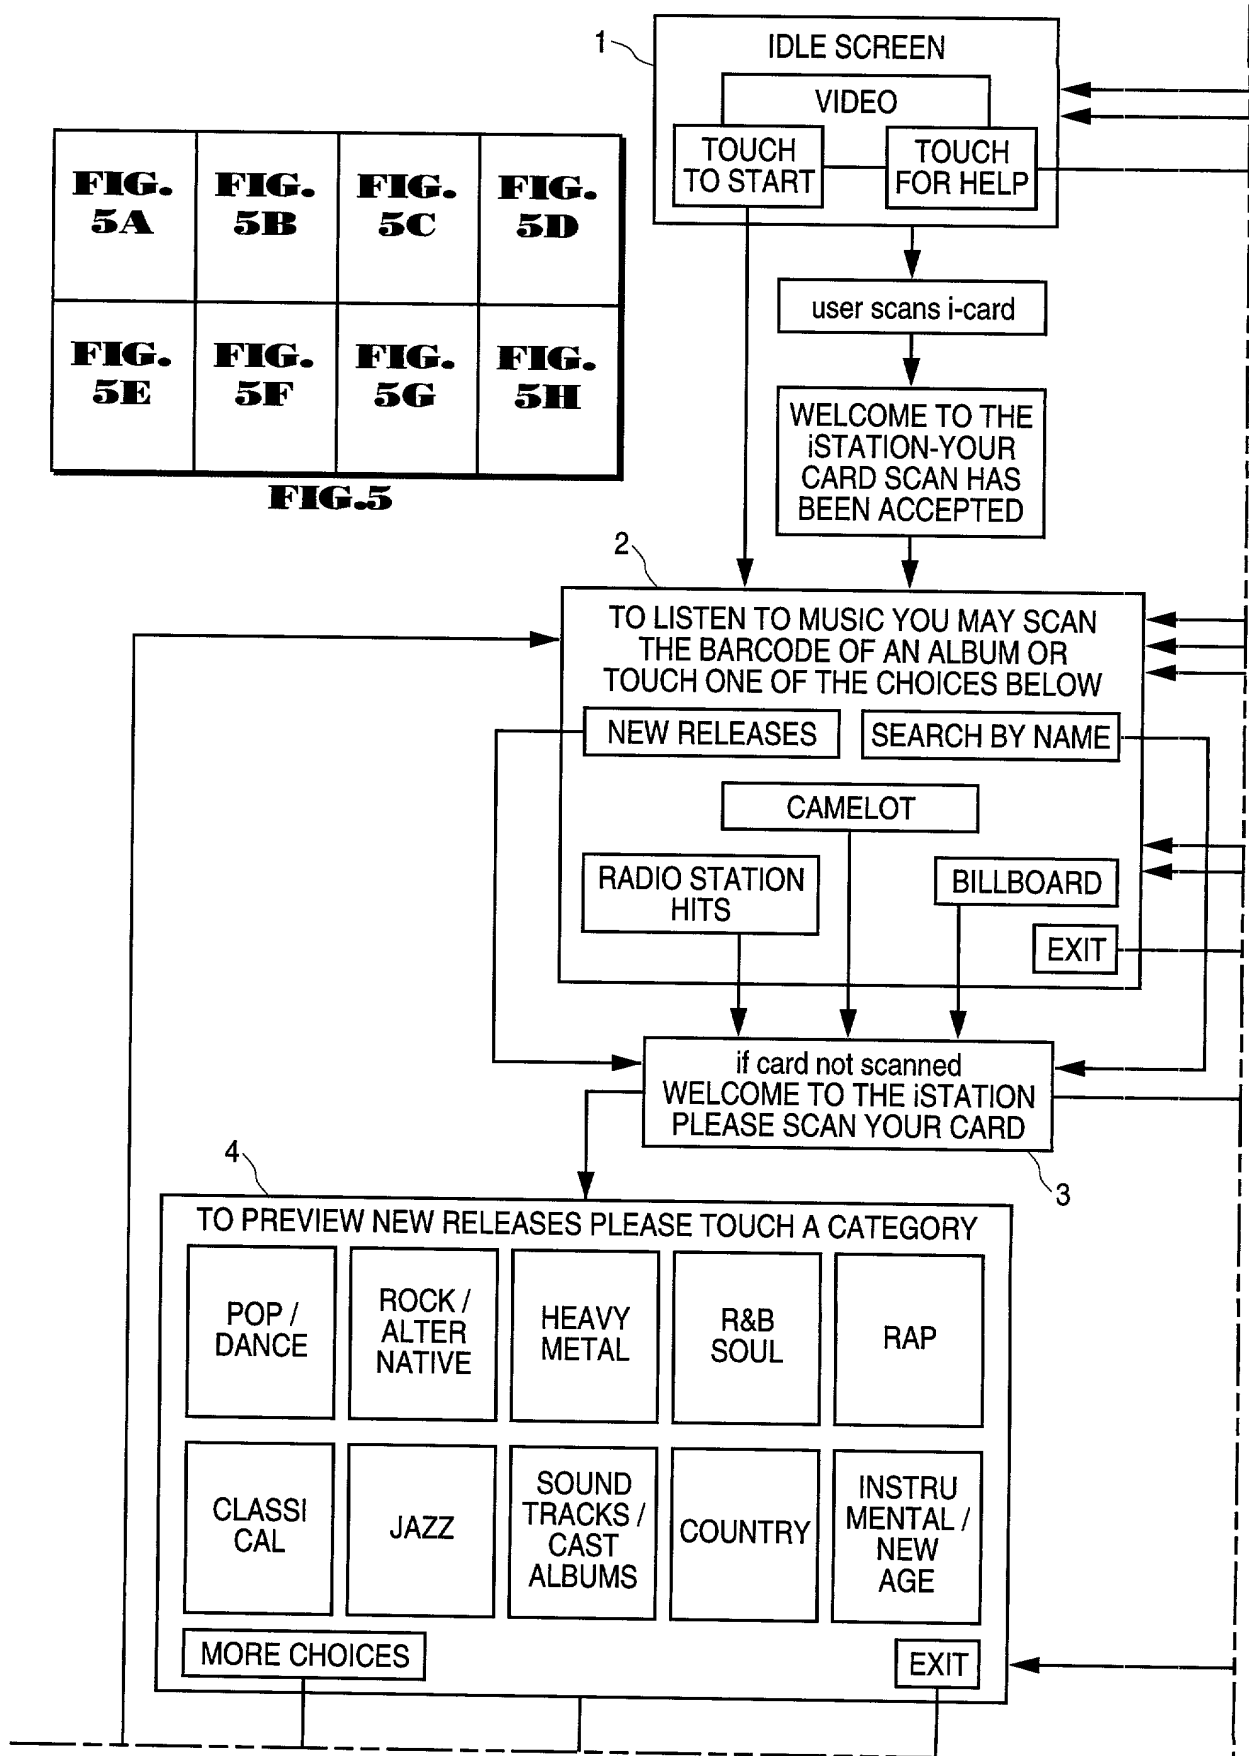 1
IDLE SCREEN
VIDEO
TOUCH
TO START
TOUCH
FOR HELP
FIG.
5A
FIG.
5B
FIG.
5C
FIG.
5D
FIG.
5E
FIG.
5F
FIG.
5G
FIG.
5H
FIG.5
user scans i-card
WELCOME TO THE
iSTATION-YOUR
CARD SCAN HAS
BEEN ACCEPTED
2
TO LISTEN TO MUSIC YOU MAY SCAN
THE BARCODE OF AN ALBUM OR
TOUCH ONE OF THE CHOICES BELOW
NEW RELEASES
SEARCH BY NAME
CAMELOT
RADIO STATION
HITS
BILLBOARD
EXIT
if card not scanned
WELCOME TO THE iSTATION
PLEASE SCAN YOUR CARD
3
4
TO PREVIEW NEW RELEASES PLEASE TOUCH A CATEGORY
POP /
DANCE
ROCK /
ALTER
NATIVE
HEAVY
METAL
R&B
SOUL
RAP
CLASSI
CAL
JAZZ
SOUND
TRACKS /
CAST
ALBUMS
COUNTRY
INSTRU
MENTAL /
NEW
AGE
MORE CHOICES
EXIT